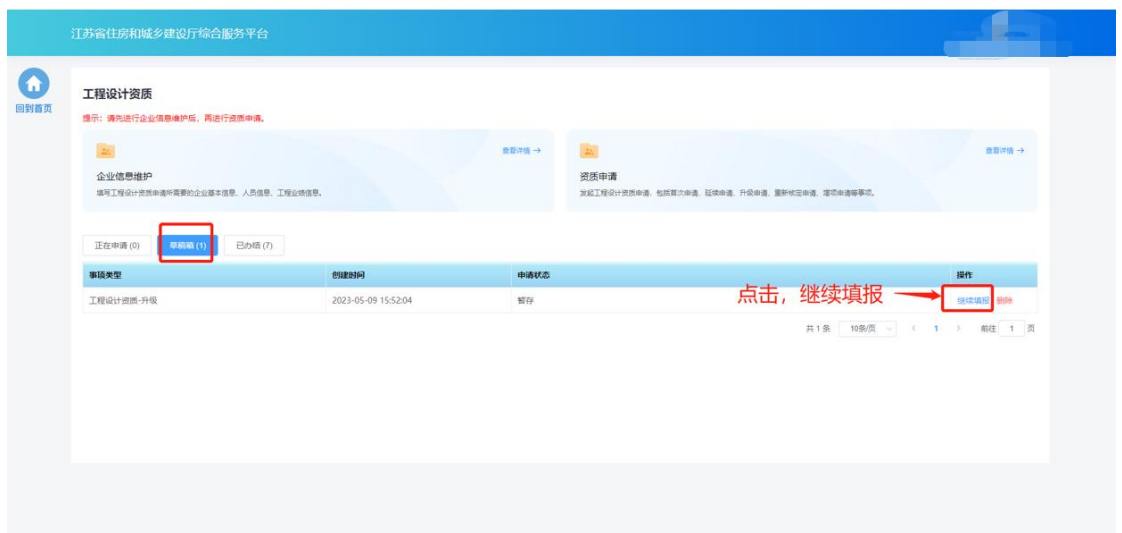 江苏省住房和城乡建设厅综合服务平台
回到首页
工程设计资质
提示：请先进行企业信息维护后，再进行资质申请。
查看详情 →
企业信息维护
填写工程设计资质申请所需要的企业基本信息、人员信息、工程业绩信息。
查看详情 →
资质申请
发起工程设计资质申请，包括首次申请、延续申请、升级申请、重新核定申请、增项申请等事项。
正在申请 (0) 草稿箱 (1) 已办结 (7)
事项类型 创建时间 申请状态 操作
工程设计资质-升级 2023-05-09 15:52:04 暂存 继续填报 删除
点击，继续填报
共 1 条 10条/页 < 1 > 前往 1 页